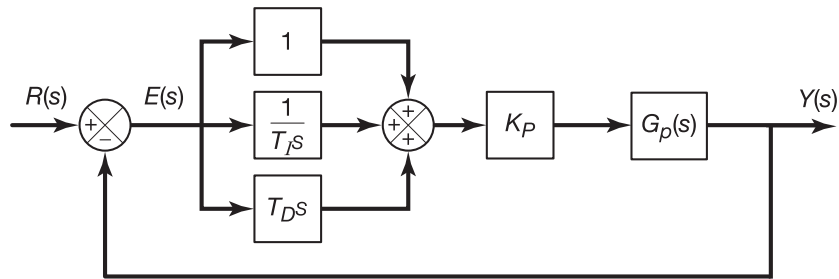 1
R(s)
E(s)
+
−
1
T_I s
+
+
+
K_P
G_p(s)
Y(s)
T_D s